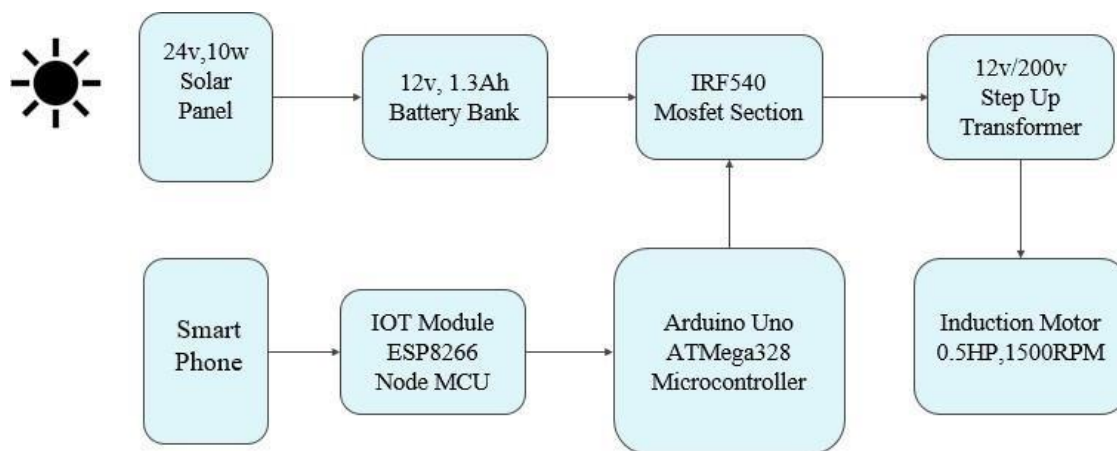 24v,10w
Solar
Panel
12v, 1.3Ah
Battery Bank
IRF540
Mosfet Section
12v/200v
Step Up
Transformer
Smart
Phone
IOT Module
ESP8266
Node MCU
Arduino Uno
ATMega328
Microcontroller
Induction Motor
0.5HP,1500RPM